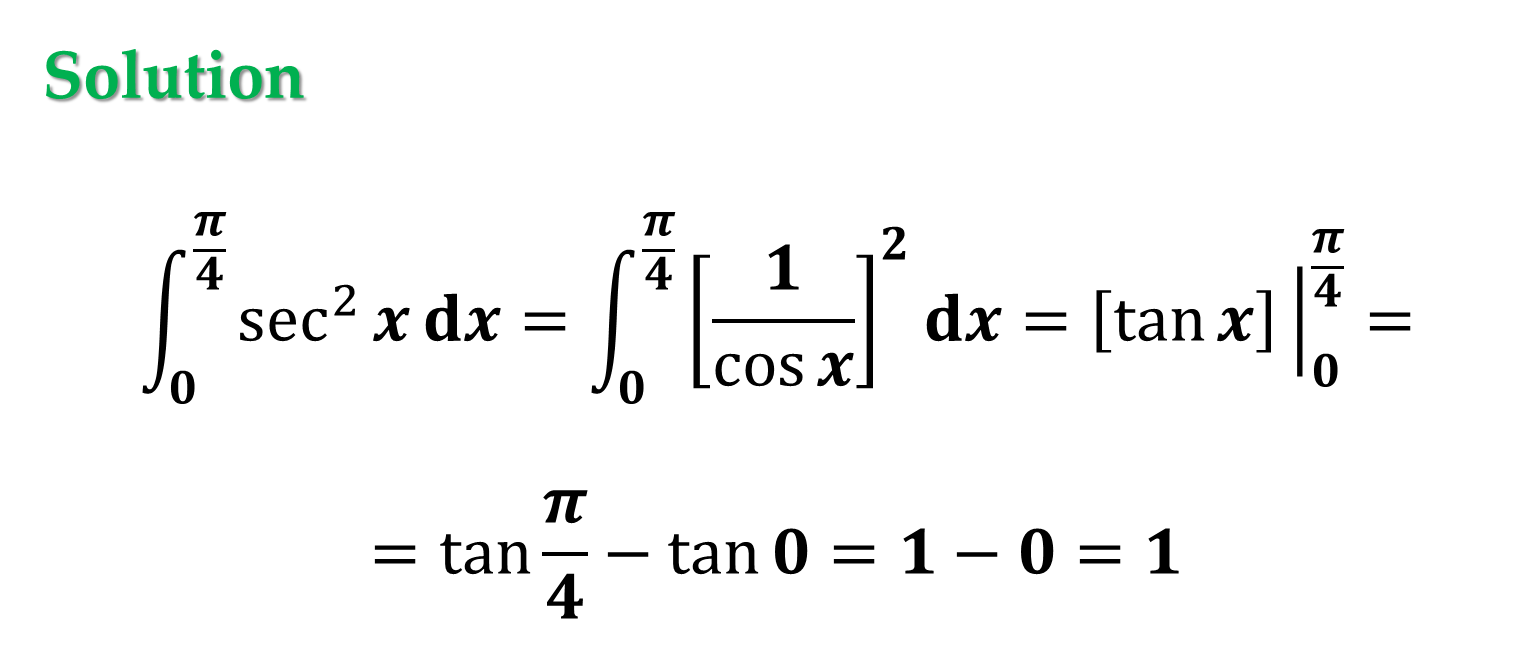 Solution
∫₀^(π/4) sec² x dx = ∫₀^(π/4) [1/cos x]² dx = [tan x] |₀^(π/4) =
= tan π/4 − tan 0 = 1 − 0 = 1